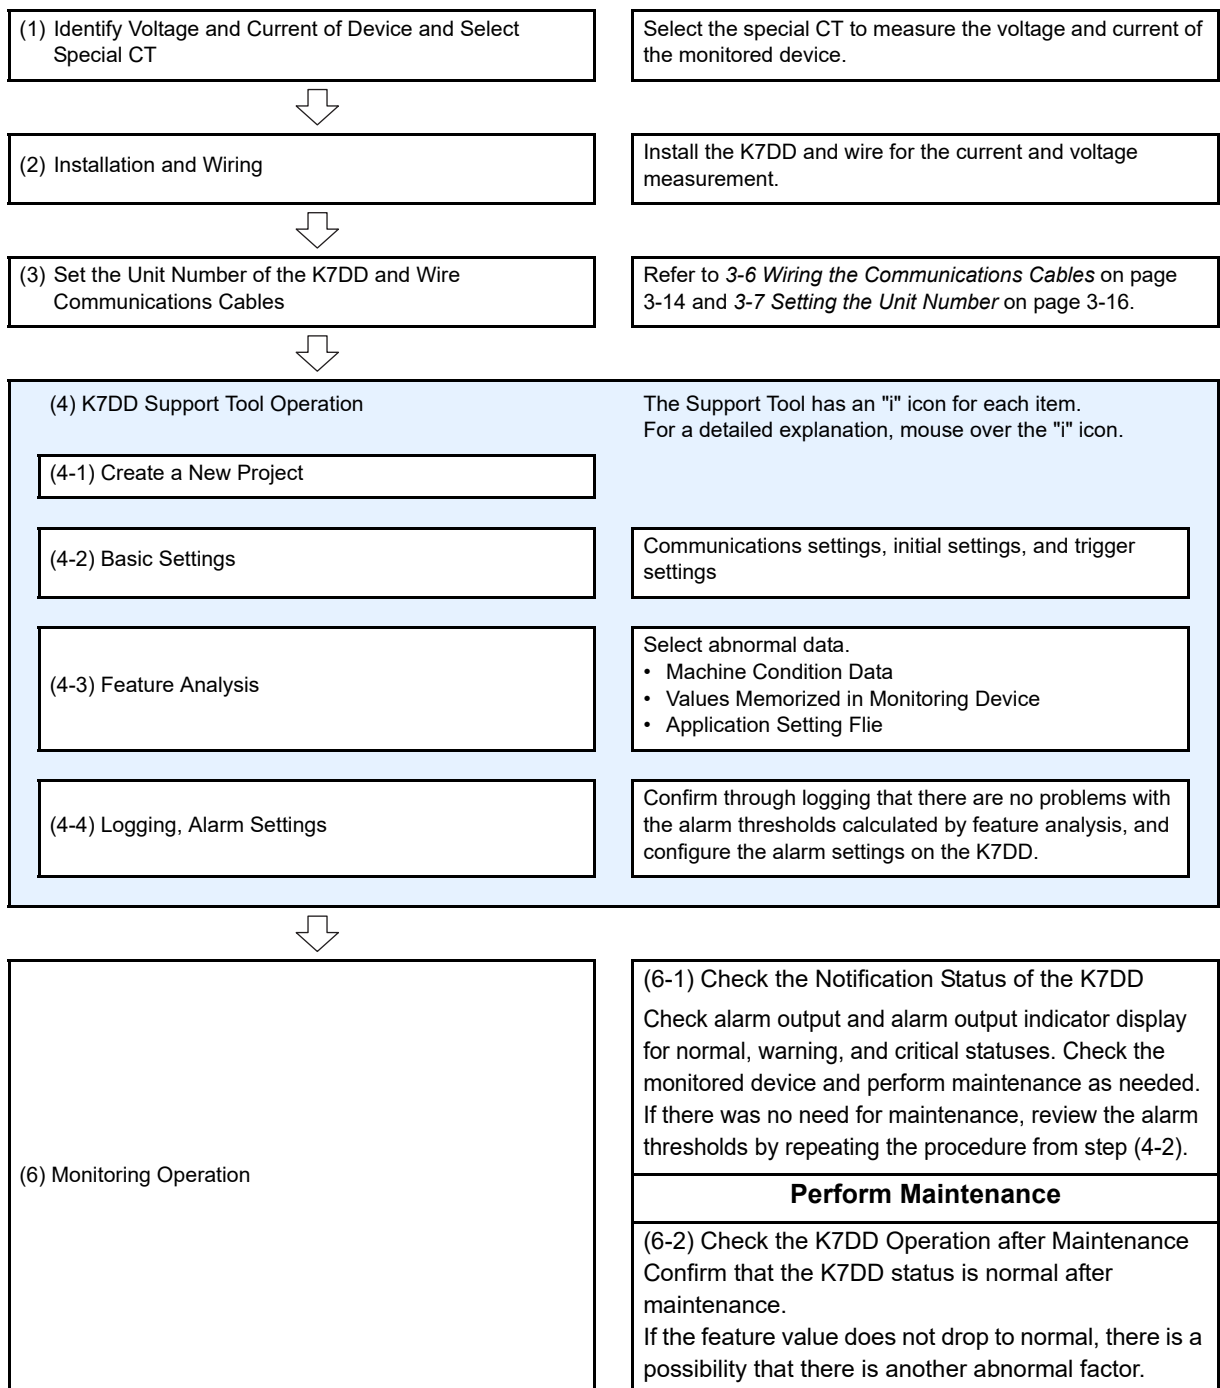 (1) Identify Voltage and Current of Device and Select
Special CT
Select the special CT to measure the voltage and current of
the monitored device.
(2) Installation and Wiring
Install the K7DD and wire for the current and voltage
measurement.
(3) Set the Unit Number of the K7DD and Wire
Communications Cables
Refer to 3-6 Wiring the Communications Cables on page
3-14 and 3-7 Setting the Unit Number on page 3-16.
(4) K7DD Support Tool Operation
The Support Tool has an "i" icon for each item.
For a detailed explanation, mouse over the "i" icon.
(4-1) Create a New Project
(4-2) Basic Settings
Communications settings, initial settings, and trigger
settings
(4-3) Feature Analysis
Select abnormal data.
• Machine Condition Data
• Values Memorized in Monitoring Device
• Application Setting Flie
(4-4) Logging, Alarm Settings
Confirm through logging that there are no problems with
the alarm thresholds calculated by feature analysis, and
configure the alarm settings on the K7DD.
(6) Monitoring Operation
(6-1) Check the Notification Status of the K7DD
Check alarm output and alarm output indicator display
for normal, warning, and critical statuses. Check the
monitored device and perform maintenance as needed.
If there was no need for maintenance, review the alarm
thresholds by repeating the procedure from step (4-2).
Perform Maintenance
(6-2) Check the K7DD Operation after Maintenance
Confirm that the K7DD status is normal after
maintenance.
If the feature value does not drop to normal, there is a
possibility that there is another abnormal factor.